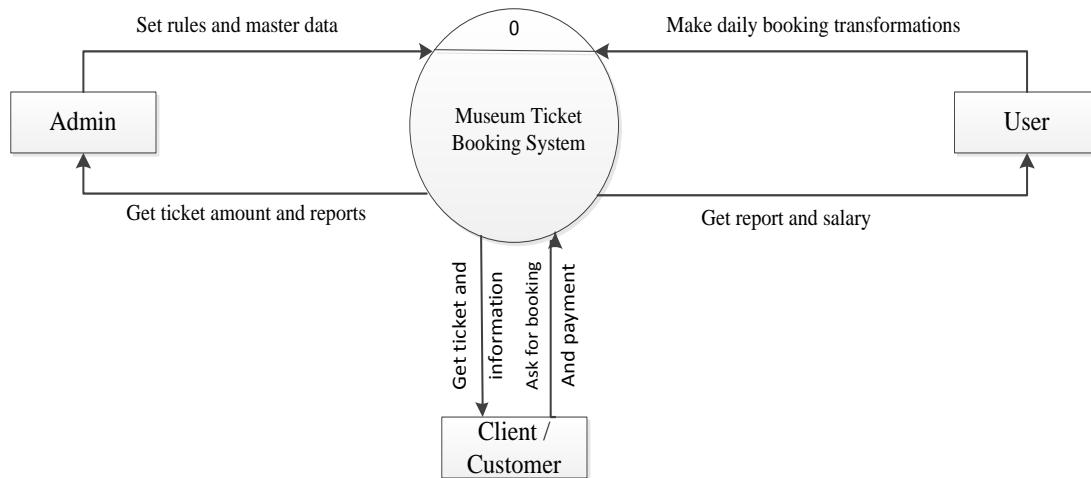 Set rules and master data
0
Make daily booking transformations
Admin
Museum Ticket
Booking System
User
Get ticket amount and reports
Get report and salary
Get ticket and
information
Ask for booking
And payment
Client /
Customer